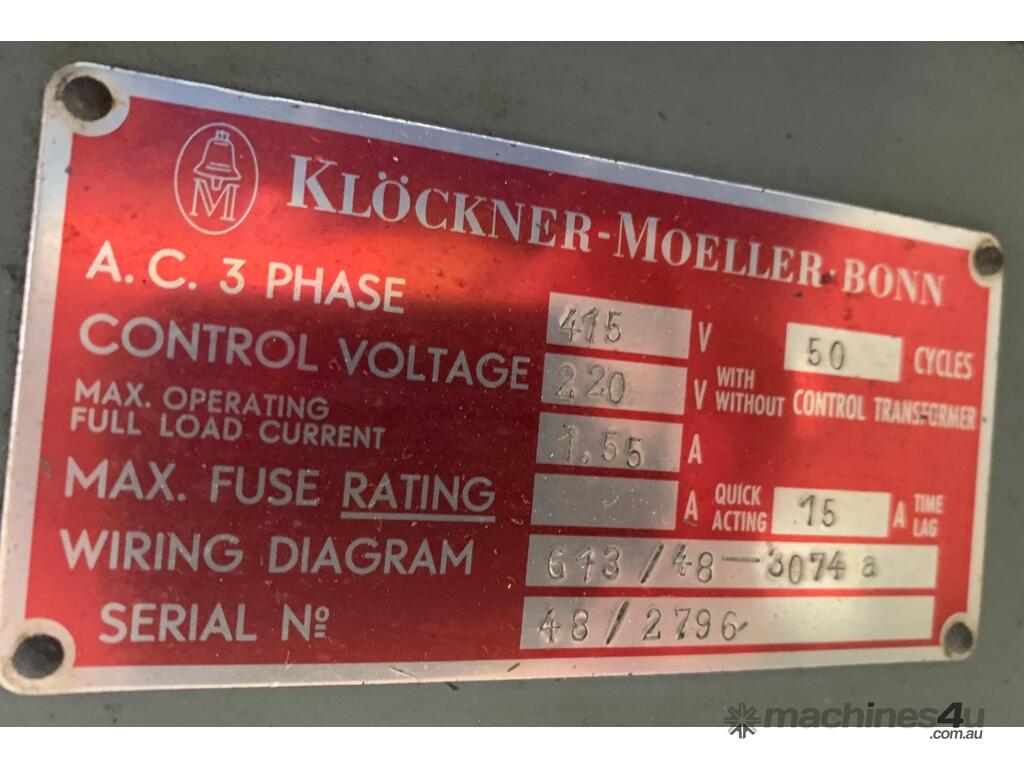 M
KLÖCKNER-MOELLER-BONN
A.C. 3 PHASE 415 V 50 CYCLES
CONTROL VOLTAGE 220 V WITH WITHOUT CONTROL TRANSFORMER
MAX. OPERATING
FULL LOAD CURRENT 1,55 A
MAX. FUSE RATING A QUICK ACTING 15 A TIME LAG
WIRING DIAGRAM 613/48-3074a
SERIAL Nº 48/2796
machines4u
.com.au